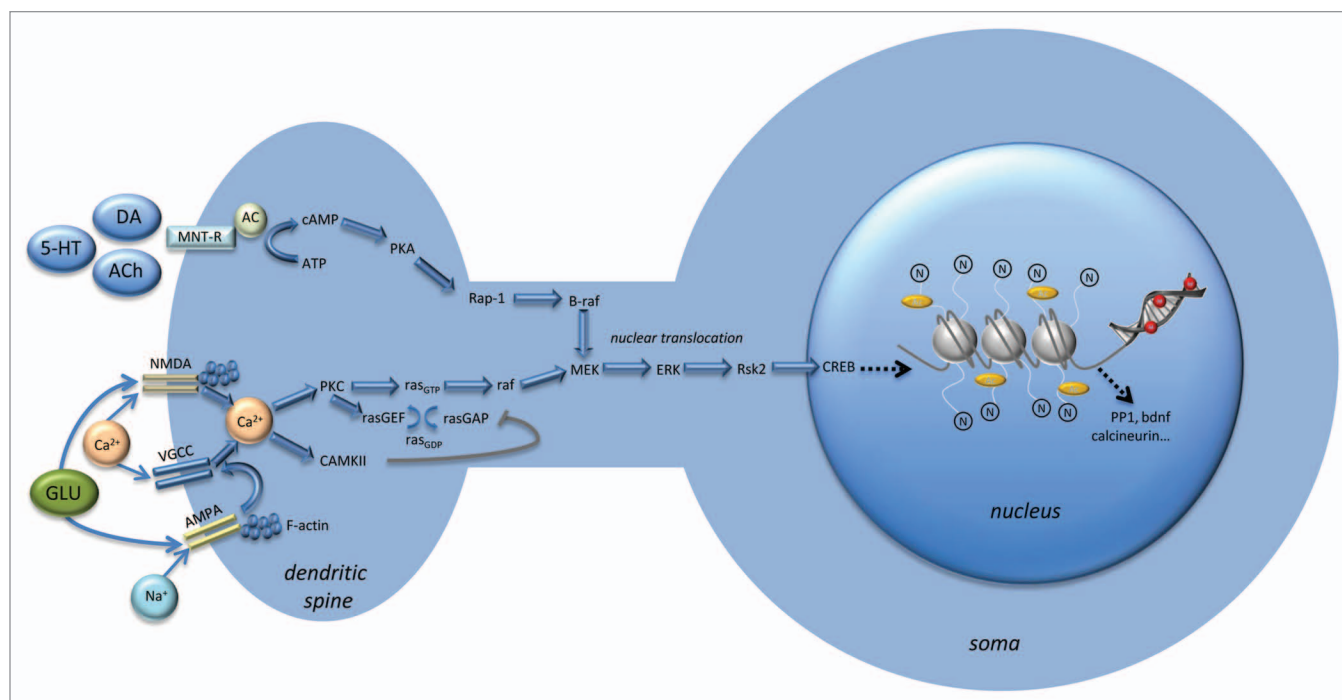 DA
5-HT
ACh
MNT-R
AC
cAMP
ATP
PKA
Rap-1
B-raf
nuclear translocation
NMDA
Ca²⁺
VGCC
GLU
AMPA
Na⁺
F-actin
Ca²⁺
PKC
ras_GTP
raf
MEK
ERK
Rsk2
CREB
rasGEF
rasGAP
ras_GDP
CAMKII
dendritic
spine
N
N
N
N
N
N
N
N
N
PP1, bdnf
calcineurin...
nucleus
soma